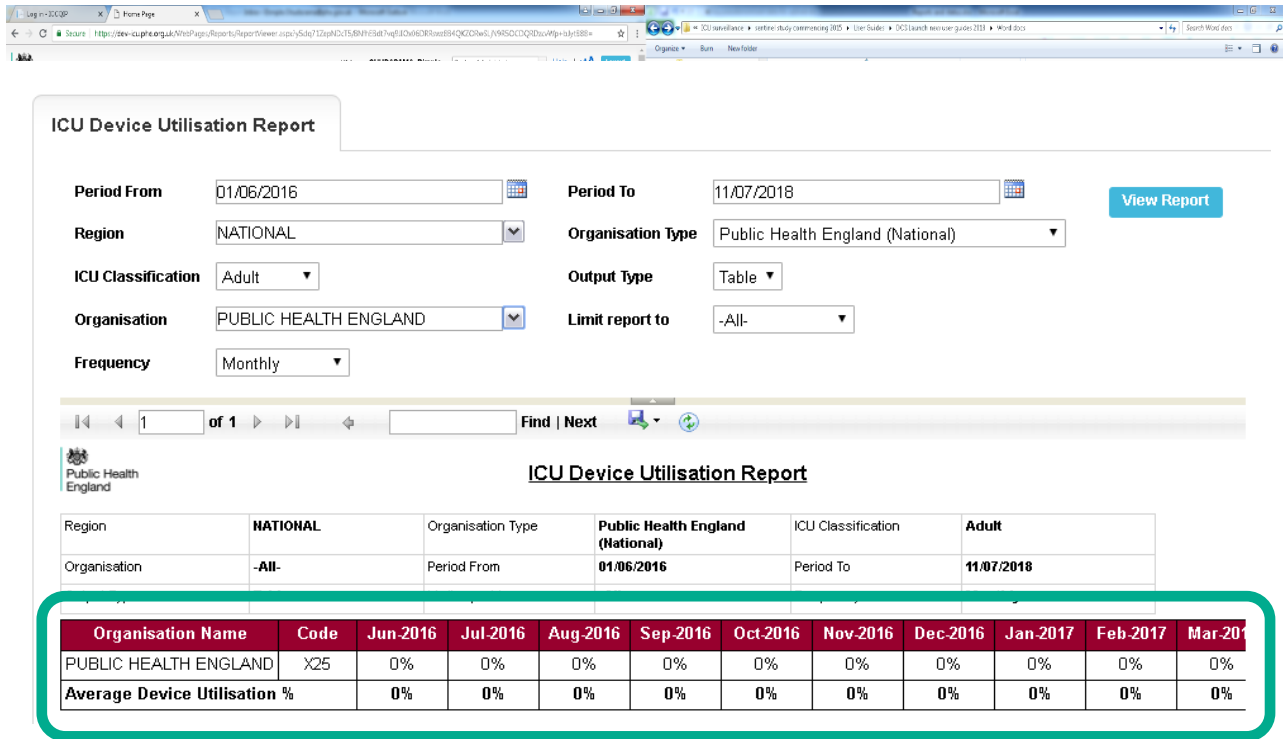 Log in - ICCQIP
Home Page
Secure
« ICU surveillance ▸ sentinel study commencing 2015 ▸ User Guides ▸ DCS launch new user guides 2018 ▸ Word docs
Search Word docs
Organize ▾ Burn New folder
ICU Device Utilisation Report
Period From 01/06/2016 Period To 11/07/2018 View Report
Region NATIONAL Organisation Type Public Health England (National)
ICU Classification Adult Output Type Table
Organisation PUBLIC HEALTH ENGLAND Limit report to -All-
Frequency Monthly
1 of 1 Find | Next
Public Health
England
ICU Device Utilisation Report
Region NATIONAL Organisation Type Public Health England (National) ICU Classification Adult
Organisation -All- Period From 01/06/2016 Period To 11/07/2018
Organisation Name Code Jun-2016 Jul-2016 Aug-2016 Sep-2016 Oct-2016 Nov-2016 Dec-2016 Jan-2017 Feb-2017 Mar-201
PUBLIC HEALTH ENGLAND X25 0% 0% 0% 0% 0% 0% 0% 0% 0% 0%
Average Device Utilisation % 0% 0% 0% 0% 0% 0% 0% 0% 0% 0%